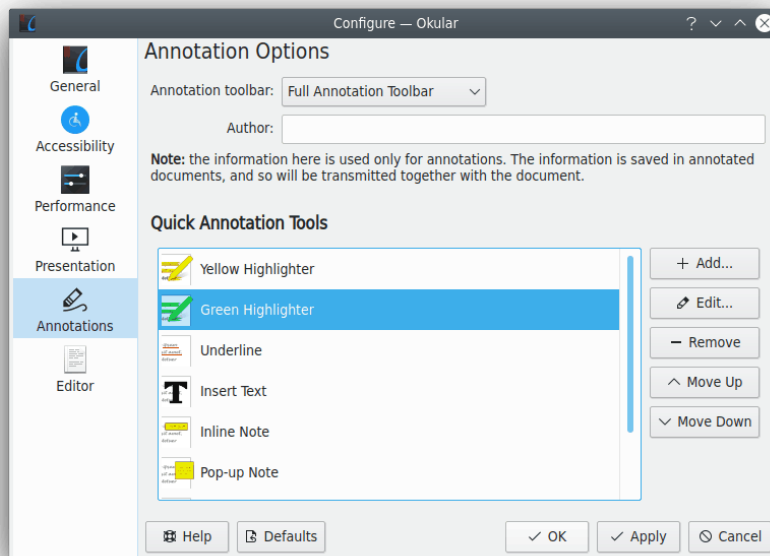 Configure — Okular
General
Accessibility
Performance
Presentation
Annotations
Editor
Annotation Options
Annotation toolbar: Full Annotation Toolbar
Author:
Note: the information here is used only for annotations. The information is saved in annotated
documents, and so will be transmitted together with the document.
Quick Annotation Tools
Yellow Highlighter
Green Highlighter
Underline
Insert Text
Inline Note
Pop-up Note
Add...
Edit...
Remove
Move Up
Move Down
Help
Defaults
OK
Apply
Cancel